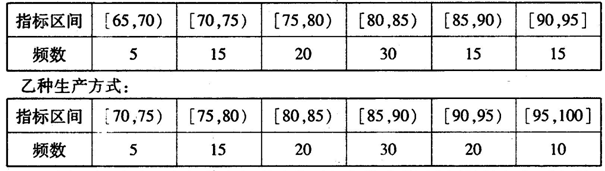 指标区间 [65,70) [70,75) [75,80) [80,85) [85,90) [90,95]
频数 5 15 20 30 15 15
乙种生产方式:
指标区间 [70,75) [75,80) [80,85) [85,90) [90,95) [95,100]
频数 5 15 20 30 20 10